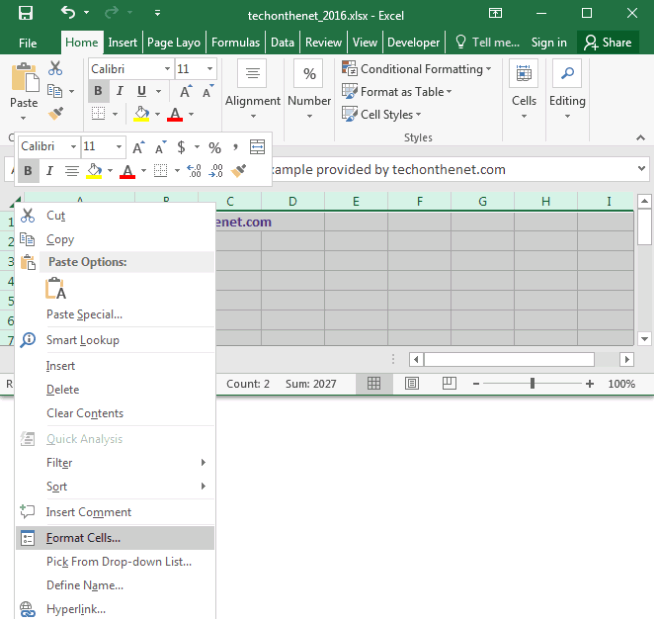 techonthenet_2016.xlsx - Excel
File Home Insert Page Layo Formulas Data Review View Developer Tell me... Sign in Share
Paste
Calibri 11
B I U A A
A
Alignment
%
Number
Conditional Formatting
Format as Table
Cell Styles
Styles
Cells
Editing
Calibri 11 A A $ % ,
B I A .0 .00
ample provided by techonthenet.com
A B C D E F G H I
1 enet.com
2
3
4
5
6
7
Cut
Copy
Paste Options:
A
Paste Special...
Smart Lookup
Insert
Delete
Clear Contents
Quick Analysis
Filter
Sort
Insert Comment
Format Cells...
Pick From Drop-down List...
Define Name...
Hyperlink...
R Count: 2 Sum: 2027 100%